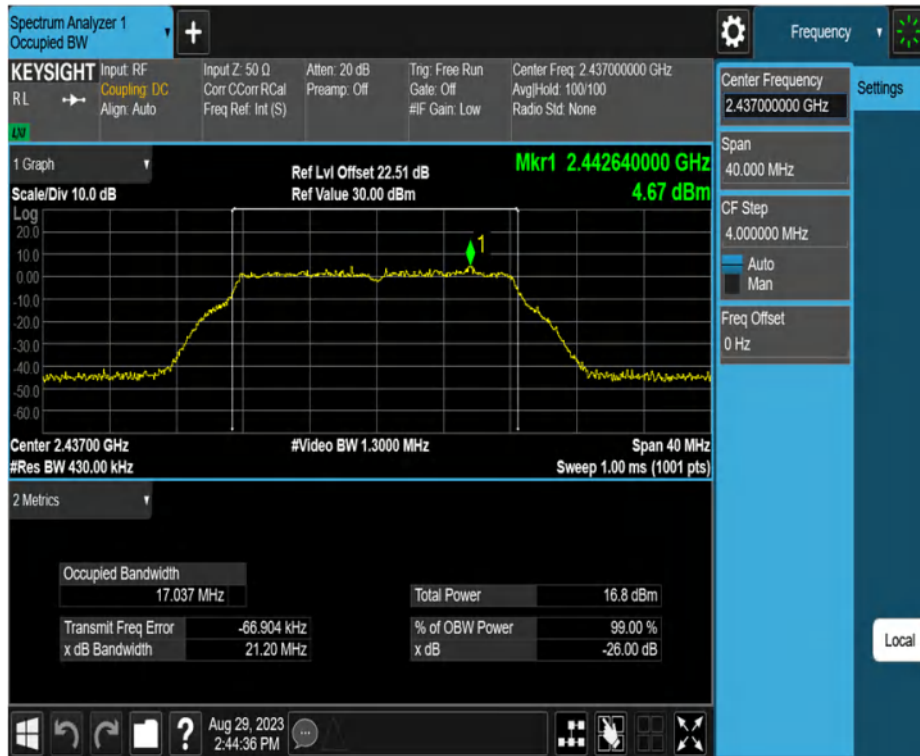 Spectrum Analyzer 1
Occupied BW
+
Frequency
KEYSIGHT
RL
LXI
Input: RF
Coupling: DC
Align: Auto
Input Z: 50 Ω
Corr CCorr RCal
Freq Ref: Int (S)
Atten: 20 dB
Preamp: Off
Trig: Free Run
Gate: Off
#IF Gain: Low
Center Freq: 2.437000000 GHz
Avg|Hold: 100/100
Radio Std: None
Center Frequency
2.437000000 GHz
Settings
Span
40.000 MHz
CF Step
4.000000 MHz
Auto
Man
Freq Offset
0 Hz
1 Graph
Scale/Div 10.0 dB
Ref Lvl Offset 22.51 dB
Ref Value 30.00 dBm
Mkr1 2.442640000 GHz
4.67 dBm
Log
20.0
10.0
0.00
-10.0
-20.0
-30.0
-40.0
-50.0
-60.0
1
Center 2.43700 GHz
#Video BW 1.3000 MHz
Span 40 MHz
#Res BW 430.00 kHz
Sweep 1.00 ms (1001 pts)
2 Metrics
Occupied Bandwidth
17.037 MHz
Total Power 16.8 dBm
Transmit Freq Error -66.904 kHz
% of OBW Power 99.00 %
x dB Bandwidth 21.20 MHz
x dB -26.00 dB
Local
?
Aug 29, 2023
2:44:36 PM